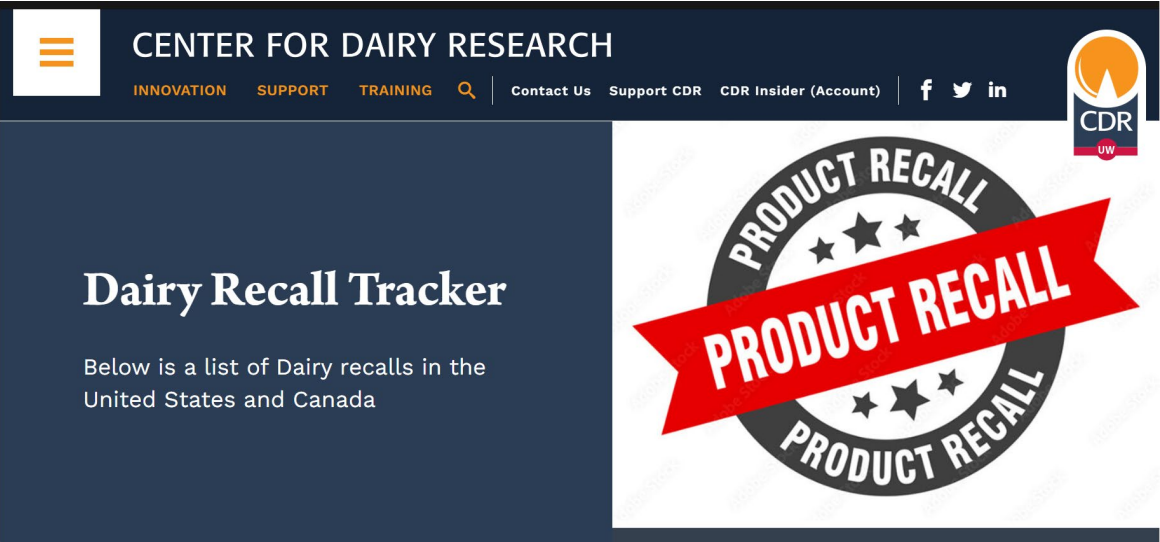 CENTER FOR DAIRY RESEARCH
INNOVATION SUPPORT TRAINING Contact Us Support CDR CDR Insider (Account)
CDR
UW
Dairy Recall Tracker
Below is a list of Dairy recalls in the
United States and Canada
PRODUCT RECALL
PRODUCT RECALL
PRODUCT RECALL